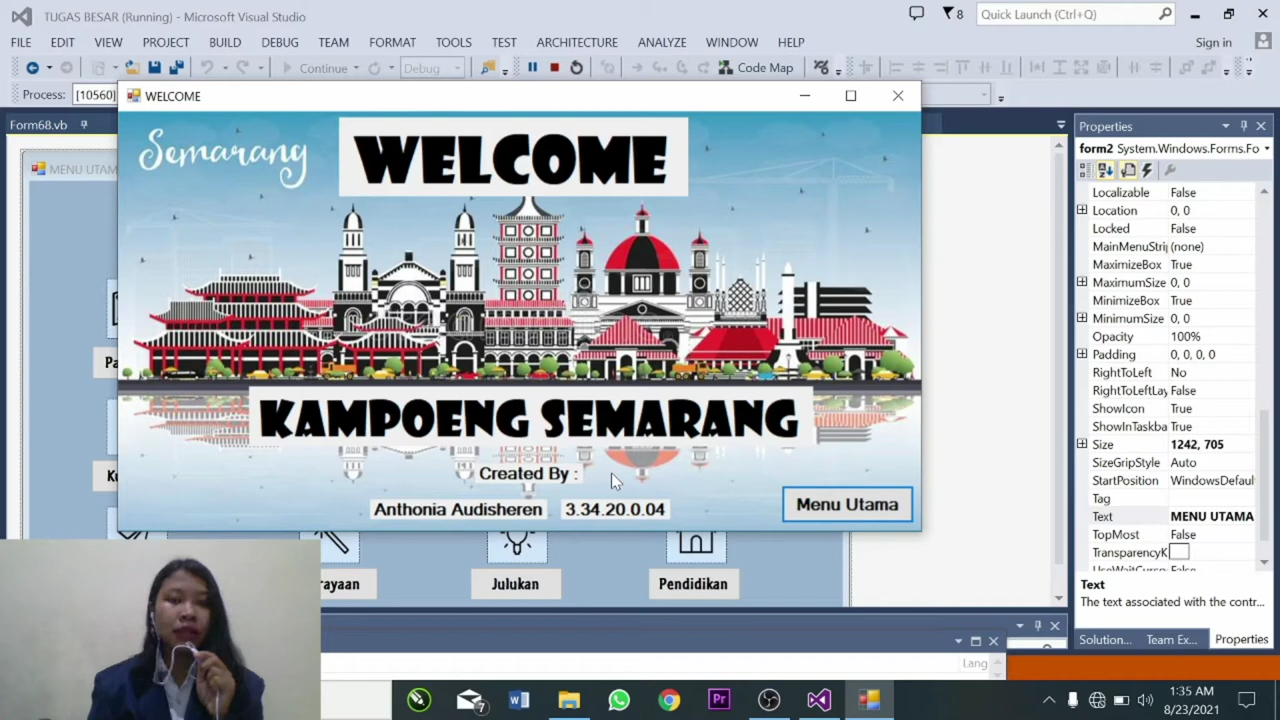 TUGAS BESAR (Running) - Microsoft Visual Studio
8
Quick Launch (Ctrl+Q)
FILE EDIT VIEW PROJECT BUILD DEBUG TEAM FORMAT TOOLS TEST ARCHITECTURE ANALYZE WINDOW HELP
Sign in
Continue
Debug
Code Map
Process: [10560]
WELCOME
Form68.vb
MENU UTAMA
Semarang
WELCOME
KAMPOENG SEMARANG
Created By :
Anthonia Audisheren 3.34.20.0.04
Menu Utama
Julukan
Pendidikan
Properties
form2 System.Windows.Forms.Fo
Localizable False
Location 0, 0
Locked False
MainMenuStrip (none)
MaximizeBox True
MaximumSize 0, 0
MinimizeBox True
MinimumSize 0, 0
Opacity 100%
Padding 0, 0, 0, 0
RightToLeft No
RightToLeftLay False
ShowIcon True
ShowInTaskba True
Size 1242, 705
SizeGripStyle Auto
StartPosition WindowsDefaul
Tag
Text MENU UTAMA
TopMost False
TransparencyK
Text
The text associated with the contr...
Solution... Team Ex... Properties
Lang
7
1:35 AM
8/23/2021